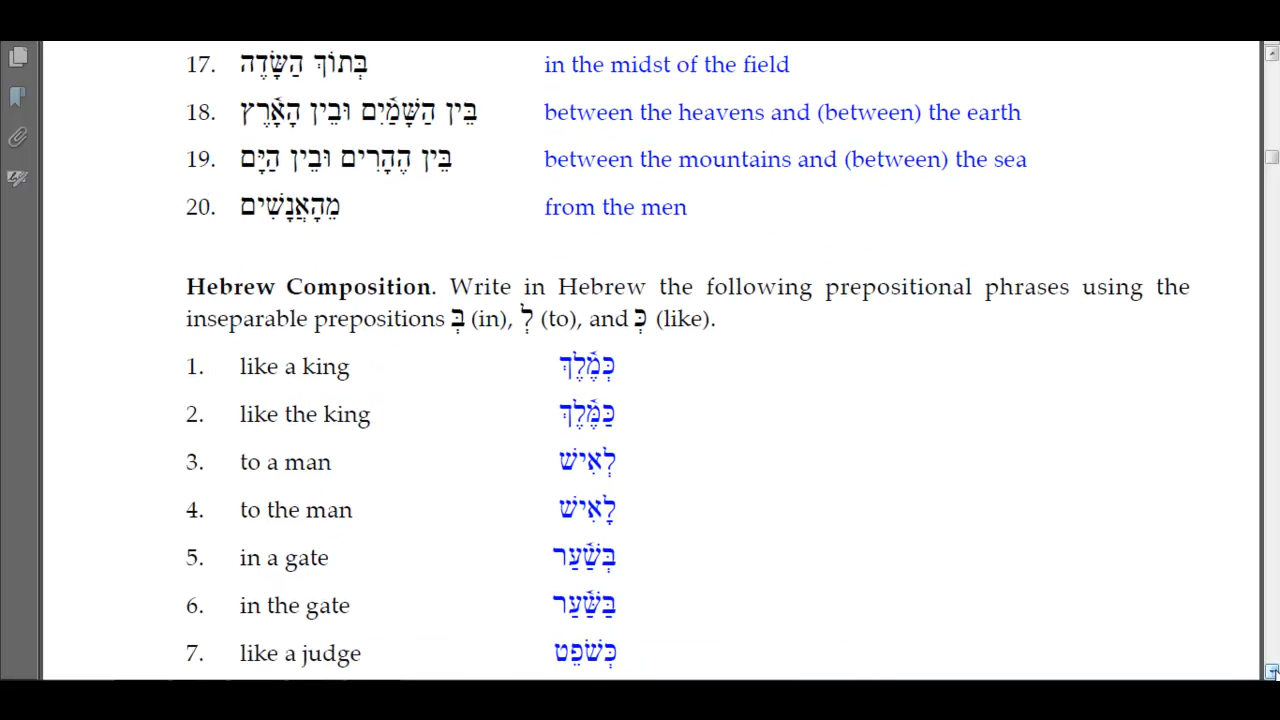 17. בְּתוֹךְ הַשָּׂדֶה in the midst of the field
18. בֵּין הַשָּׁמַ֫יִם וּבֵין הָאָ֫רֶץ between the heavens and (between) the earth
19. בֵּין הֶהָרִים וּבֵין הַיָּם between the mountains and (between) the sea
20. מֵהָאֲנָשִׁים from the men
Hebrew Composition. Write in Hebrew the following prepositional phrases using the
inseparable prepositions בְּ (in), לְ (to), and כְּ (like).
1. like a king כְּמֶ֫לֶךְ
2. like the king כַּמֶּ֫לֶךְ
3. to a man לְאִישׁ
4. to the man לָאִישׁ
5. in a gate בְּשַׁ֫עַר
6. in the gate בַּשַּׁ֫עַר
7. like a judge כְּשֹׁפֵט